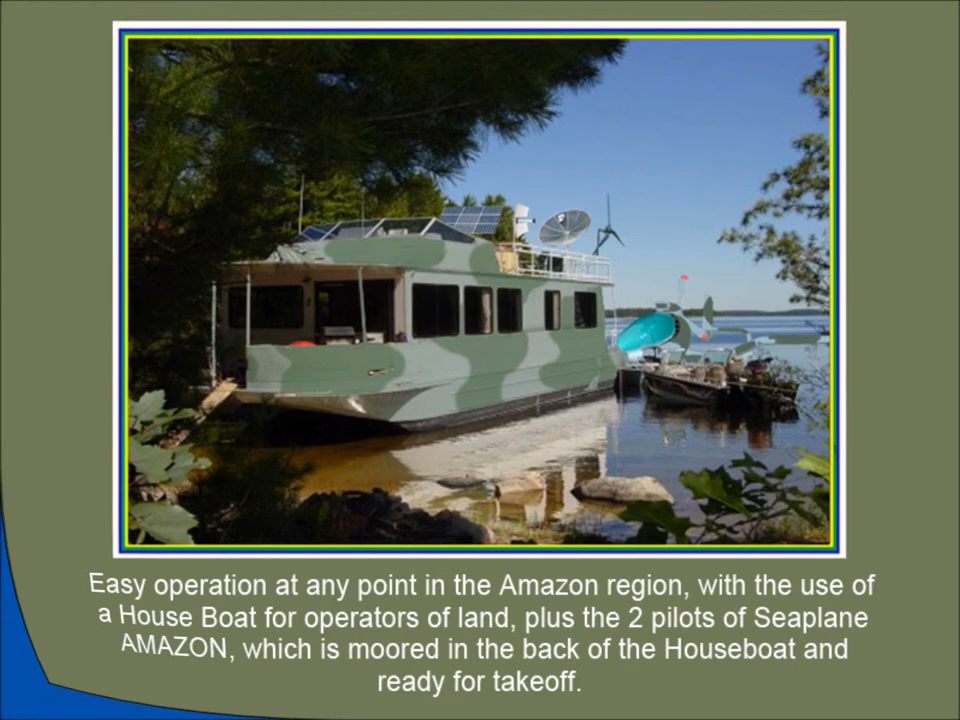 Easy operation at any point in the Amazon region, with the use of
a House Boat for operators of land, plus the 2 pilots of Seaplane
AMAZON, which is moored in the back of the Houseboat and
ready for takeoff.